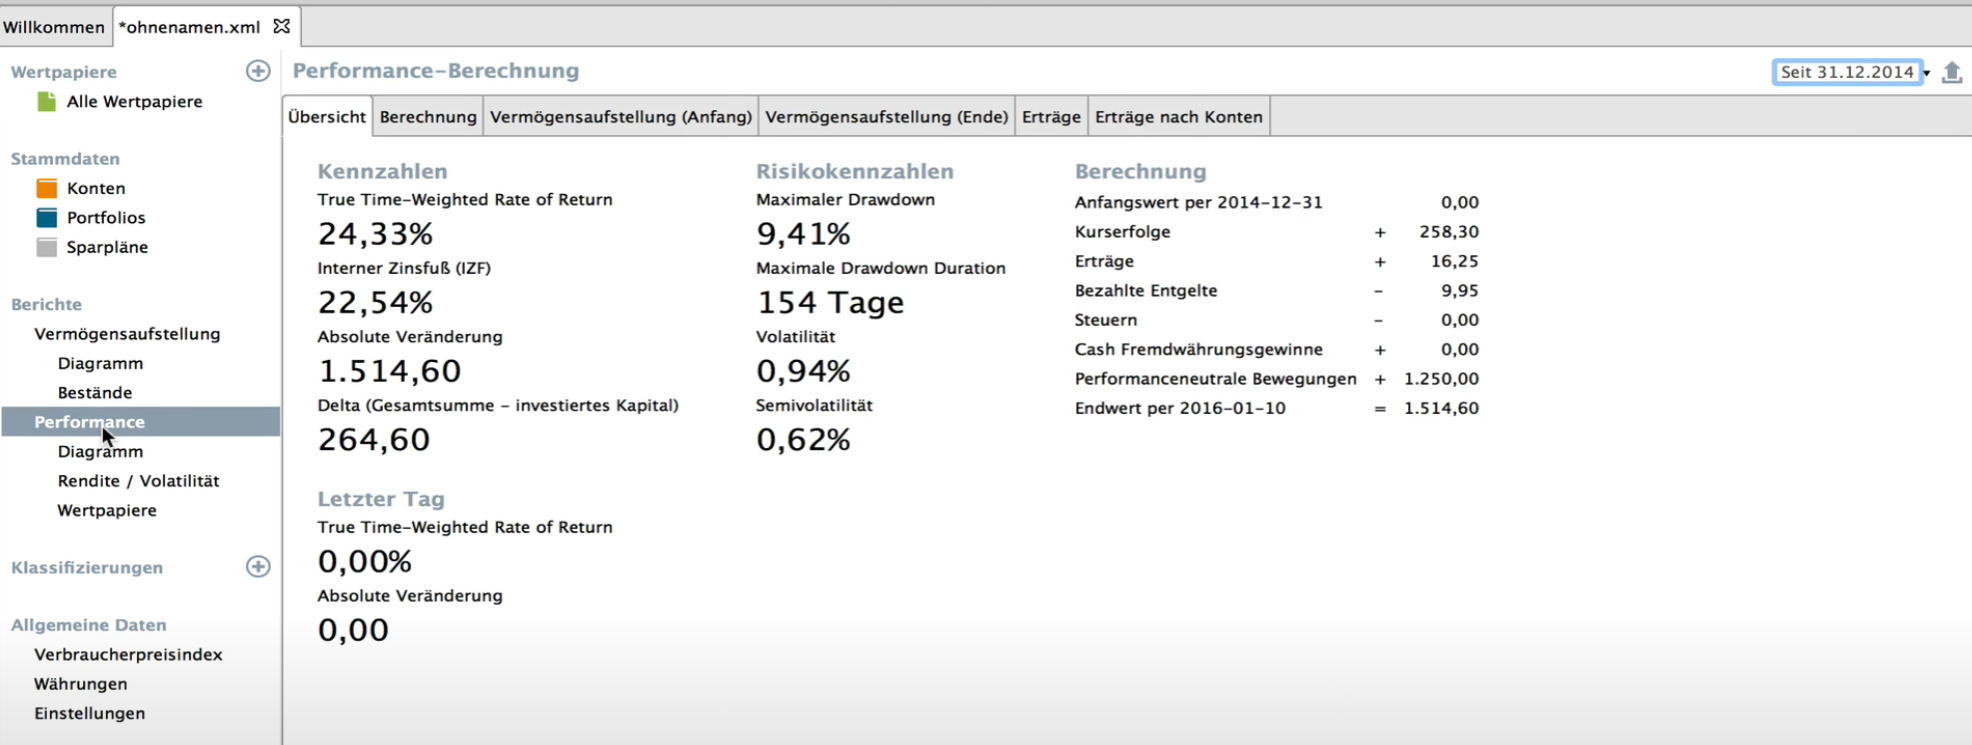 Willkommen
*ohnenamen.xml
Wertpapiere
Alle Wertpapiere
Stammdaten
Konten
Portfolios
Sparpläne
Berichte
Vermögensaufstellung
Diagramm
Bestände
Performance
Diagramm
Rendite / Volatilität
Wertpapiere
Klassifizierungen
Allgemeine Daten
Verbraucherpreisindex
Währungen
Einstellungen
Performance-Berechnung
Seit 31.12.2014
Übersicht Berechnung Vermögensaufstellung (Anfang) Vermögensaufstellung (Ende) Erträge Erträge nach Konten
Kennzahlen
True Time-Weighted Rate of Return
24,33%
Interner Zinsfuß (IZF)
22,54%
Absolute Veränderung
1.514,60
Delta (Gesamtsumme - investiertes Kapital)
264,60
Letzter Tag
True Time-Weighted Rate of Return
0,00%
Absolute Veränderung
0,00
Risikokennzahlen
Maximaler Drawdown
9,41%
Maximale Drawdown Duration
154 Tage
Volatilität
0,94%
Semivolatilität
0,62%
Berechnung
Anfangswert per 2014-12-31 0,00
Kurserfolge + 258,30
Erträge + 16,25
Bezahlte Entgelte - 9,95
Steuern - 0,00
Cash Fremdwährungsgewinne + 0,00
Performanceneutrale Bewegungen + 1.250,00
Endwert per 2016-01-10 = 1.514,60